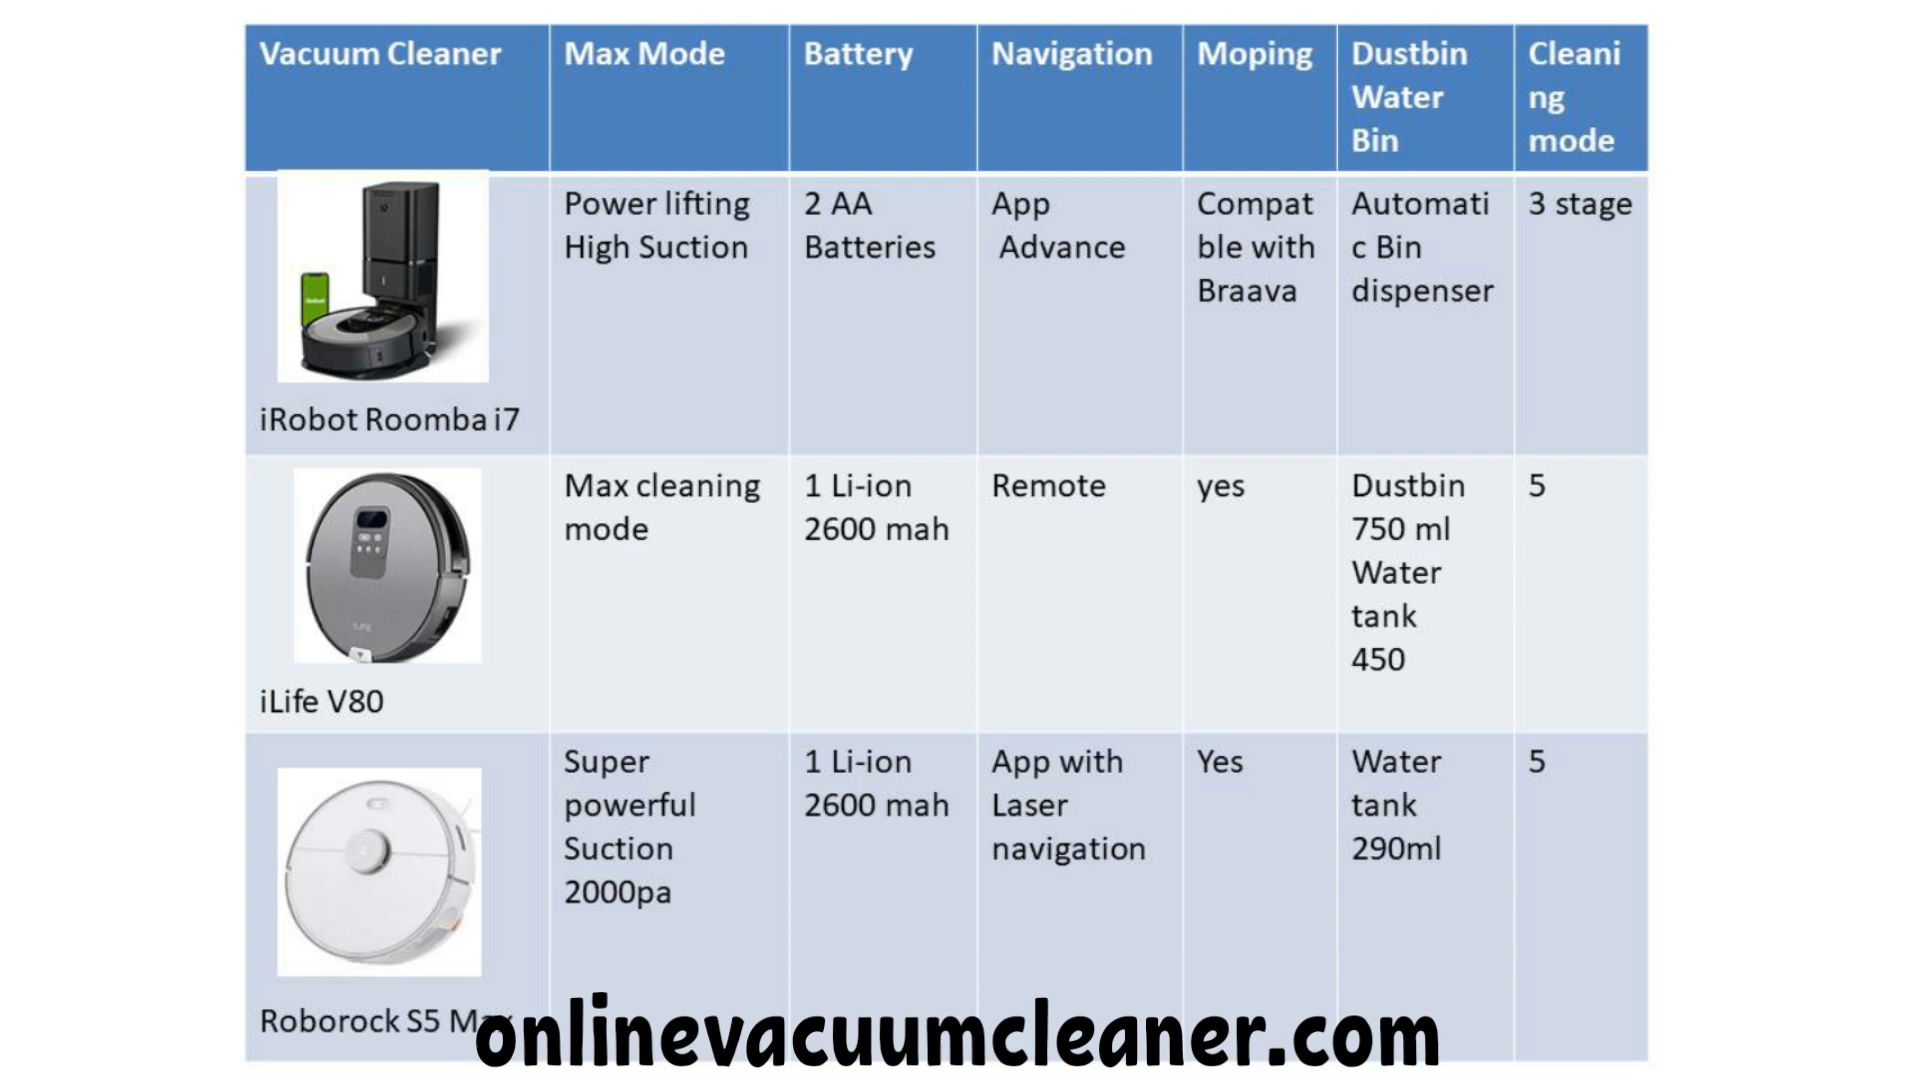 Vacuum Cleaner
Max Mode
Battery
Navigation
Moping
Dustbin
Water
Bin
Cleani
ng
mode
iRobot Roomba i7
Power lifting
High Suction
2 AA
Batteries
App
Advance
Compat
ble with
Braava
Automati
c Bin
dispenser
3 stage
iLife V80
Max cleaning
mode
1 Li-ion
2600 mah
Remote
yes
Dustbin
750 ml
Water
tank
450
5
Roborock S5 Max
Super
powerful
Suction
2000pa
1 Li-ion
2600 mah
App with
Laser
navigation
Yes
Water
tank
290ml
5
onlinevacuumcleaner.com